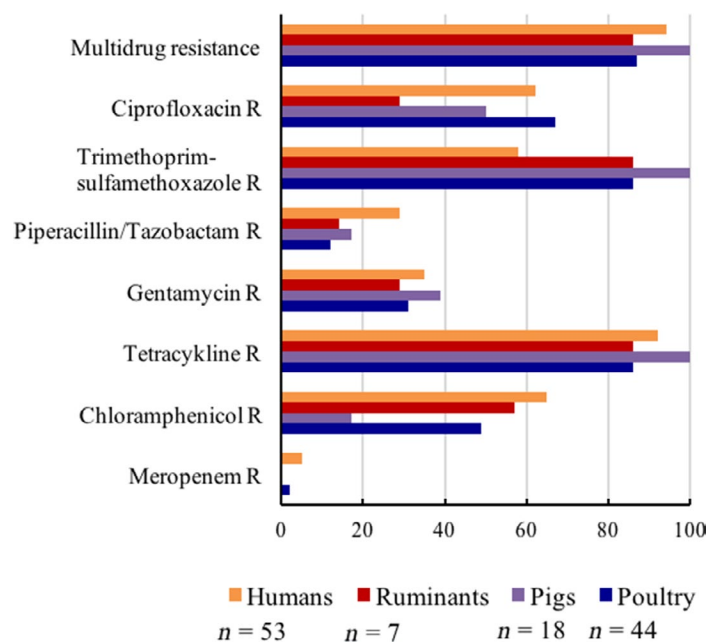 Multidrug resistance
Ciprofloxacin R
Trimethoprim-
sulfamethoxazole R
Piperacillin/Tazobactam R
Gentamycin R
Tetracykline R
Chloramphenicol R
Meropenem R
0 20 40 60 80 100
Humans Ruminants Pigs Poultry
n = 53 n = 7 n = 18 n = 44